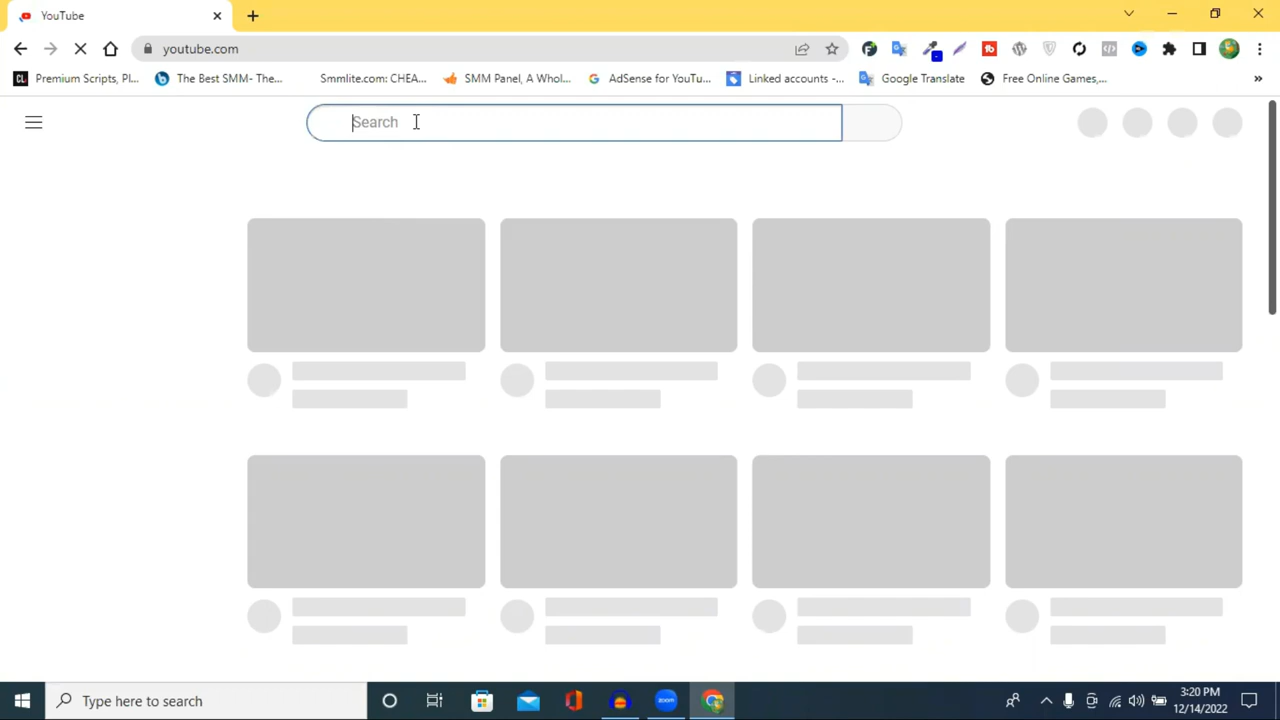 YouTube
youtube.com
Premium Scripts, Pl...
The Best SMM- The...
Smmlite.com: CHEA...
SMM Panel, A Whol...
AdSense for YouTu...
Linked accounts -...
Google Translate
Free Online Games,...
»
Search
Type here to search
zoom
3:20 PM
12/14/2022